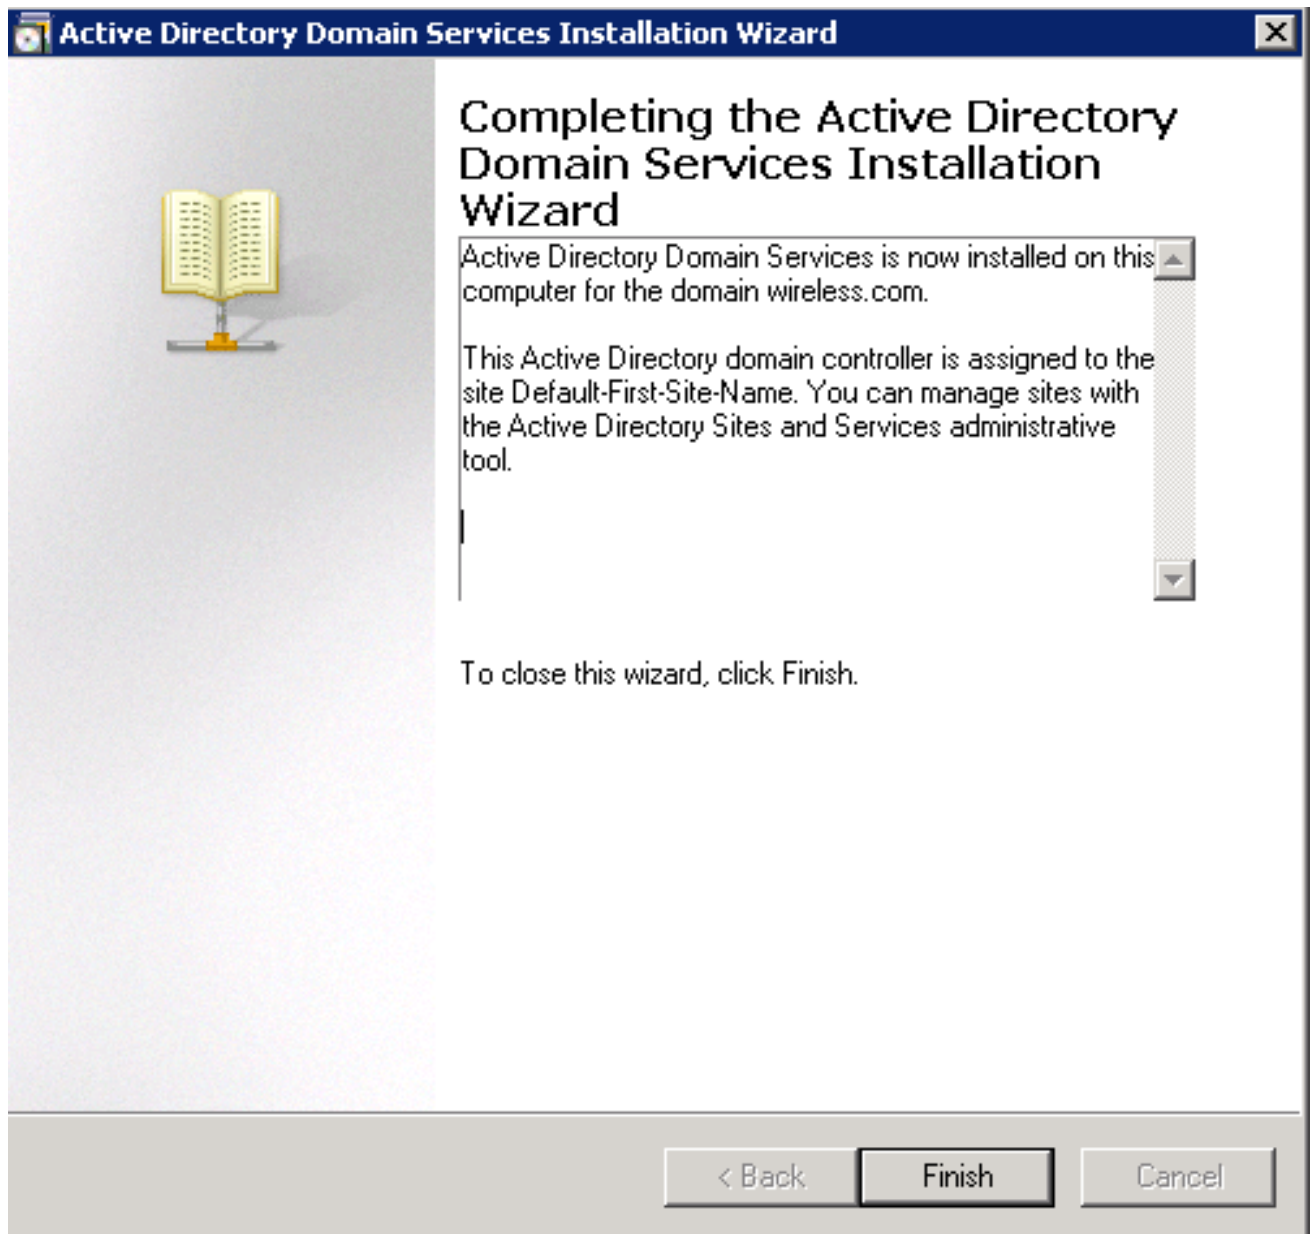 Active Directory Domain Services Installation Wizard
Completing the Active Directory
Domain Services Installation
Wizard
Active Directory Domain Services is now installed on this
computer for the domain wireless.com.
This Active Directory domain controller is assigned to the
site Default-First-Site-Name. You can manage sites with
the Active Directory Sites and Services administrative
tool.
To close this wizard, click Finish.
< Back Finish Cancel